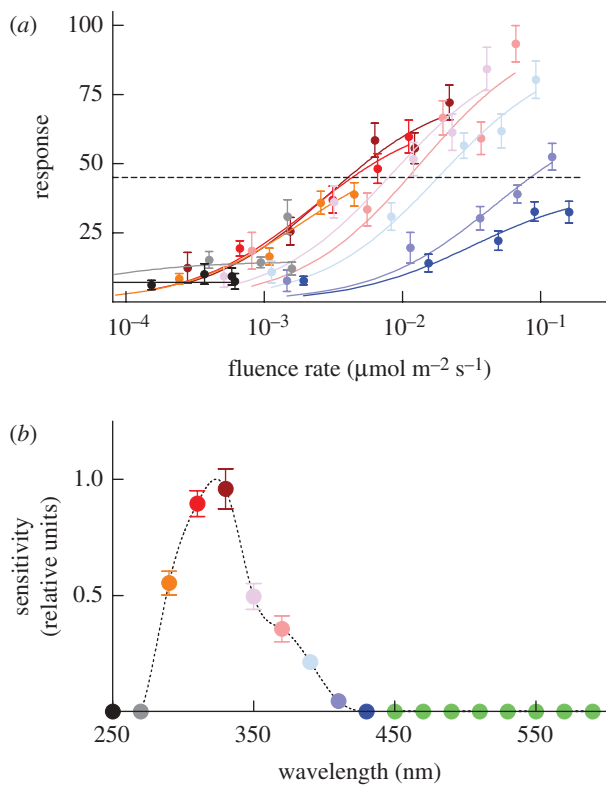 (a)
100
75
50
25
response
10⁻⁴
10⁻³
10⁻²
10⁻¹
fluence rate (μmol m⁻² s⁻¹)
(b)
1.0
0.5
sensitivity
(relative units)
250
350
450
550
wavelength (nm)